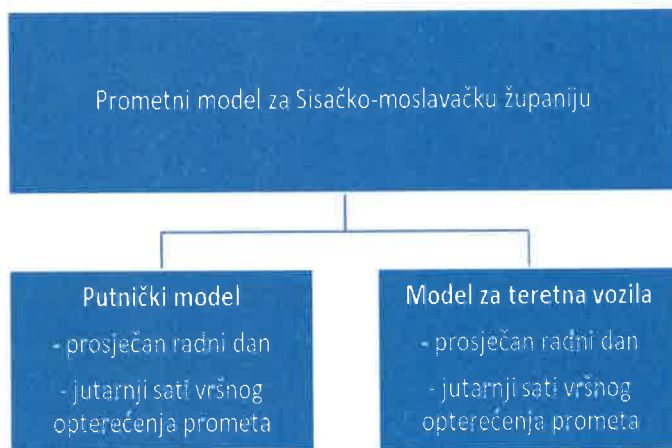 Prometni model za Sisačko-moslavačku županiju
Putnički model
- prosječan radni dan
- jutarnji sati vršnog
opterećenja prometa
Model za teretna vozila
- prosječan radni dan
- jutarnji sati vršnog
opterećenja prometa